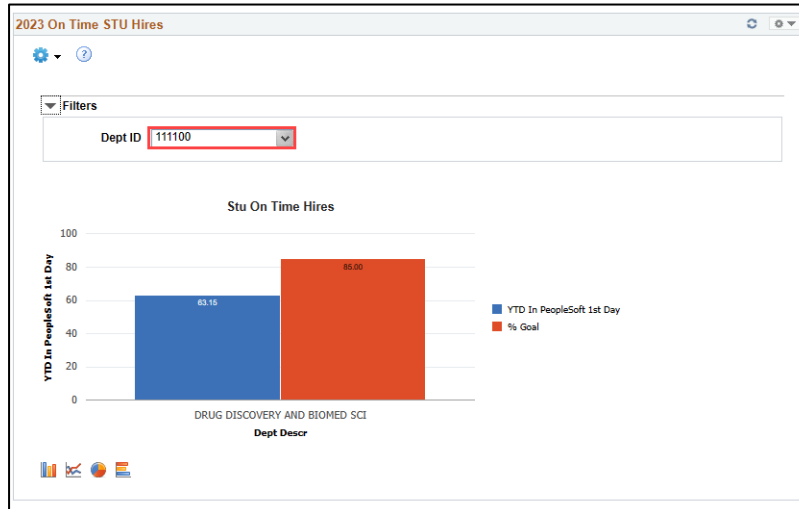 2023 On Time STU Hires
Filters
Dept ID 111100
Stu On Time Hires
100
80
60
40
20
0
YTD In PeopleSoft 1st Day
63.15
85.00
YTD In PeopleSoft 1st Day
% Goal
DRUG DISCOVERY AND BIOMED SCI
Dept Descr